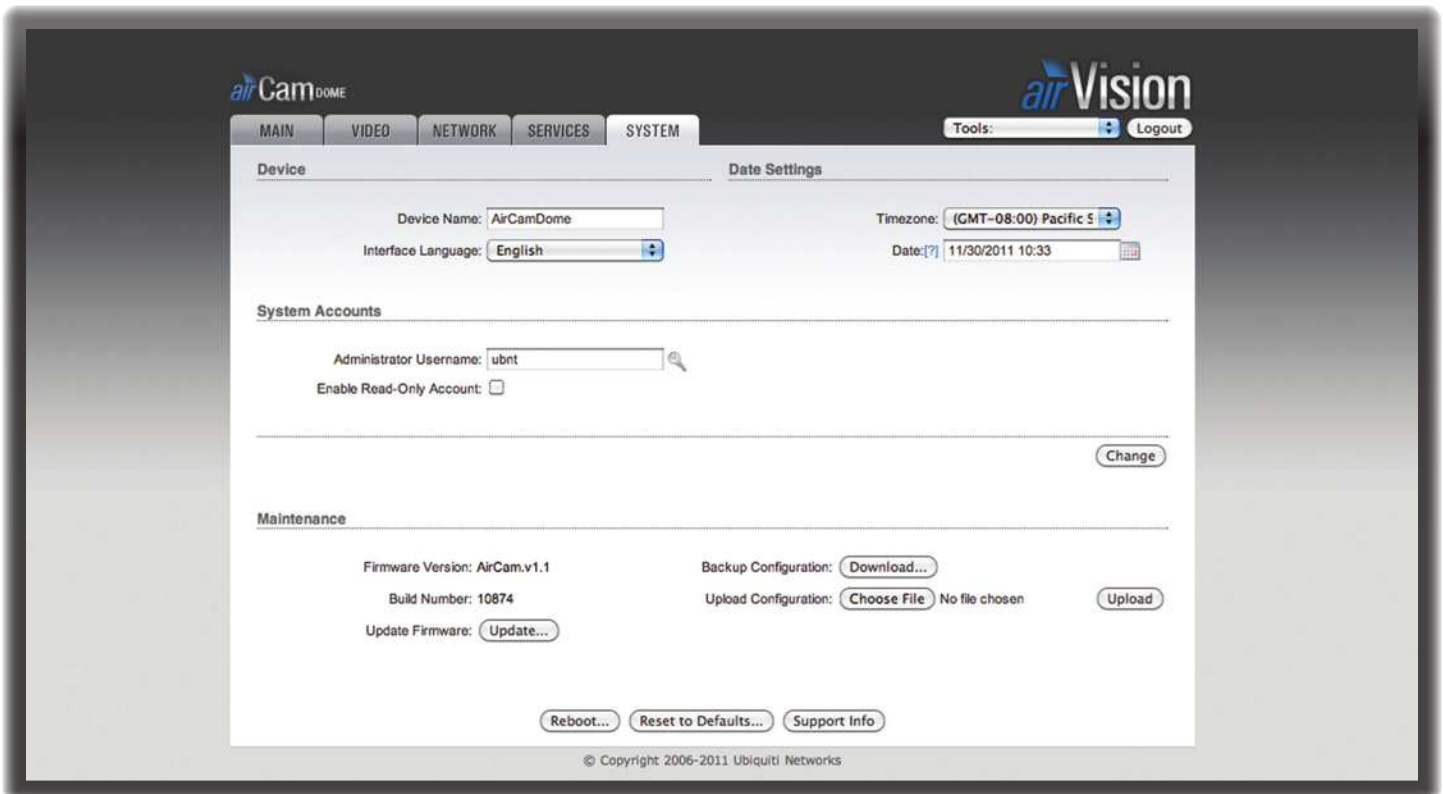 airCam DOME
airVision
MAIN VIDEO NETWORK SERVICES SYSTEM
Tools: Logout
Device
Date Settings
Device Name: AirCamDome
Timezone: (GMT-08:00) Pacific S
Interface Language: English
Date:[?] 11/30/2011 10:33
System Accounts
Administrator Username: ubnt
Enable Read-Only Account:
Change
Maintenance
Firmware Version: AirCam.v1.1
Backup Configuration: Download...
Build Number: 10874
Upload Configuration: Choose File No file chosen Upload
Update Firmware: Update...
Reboot... Reset to Defaults... Support Info
© Copyright 2006-2011 Ubiquiti Networks